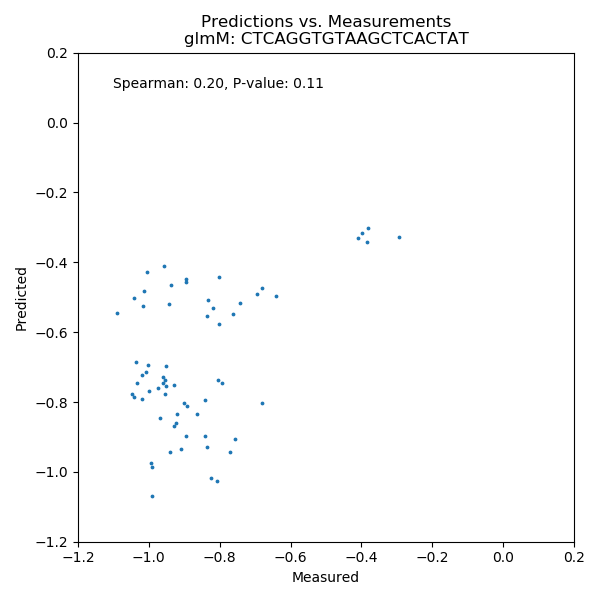 Predictions vs. Measurements
glmM: CTCAGGTGTAAGCTCACTAT
0.2
Spearman: 0.20, P-value: 0.11
0.0
−0.2
−0.4
Predicted
−0.6
−0.8
−1.0
−1.2
−1.2 −1.0 −0.8 −0.6 −0.4 −0.2 0.0 0.2
Measured